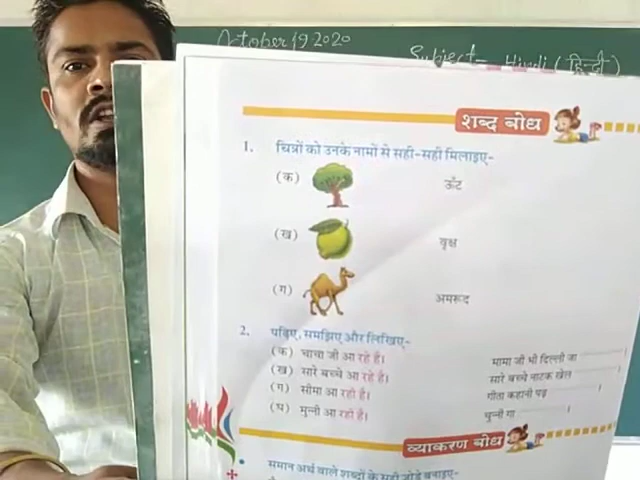 October 19.2020
Subject- Hindi (हिन्दी)
शब्द बोध
1. चित्रों को उनके नामों से सही-सही मिलाइए-
(क) ऊँट
(ख) वृक्ष
(ग) अमरूद
2. पढ़िए, समझिए और लिखिए-
(क) चाचा जी आ रहे हैं। मामा जी भी दिल्ली जा ।
(ख) सारे बच्चे आ रहे हैं। सारे बच्चे नाटक खेल ।
(ग) सीमा आ रही है। गीता कहानी पढ़ ।
(घ) मुन्नी आ रही है। मुन्नी गा ।
व्याकरण बोध
समान अर्थ वाले शब्दों के सही जोड़े बनाइए-